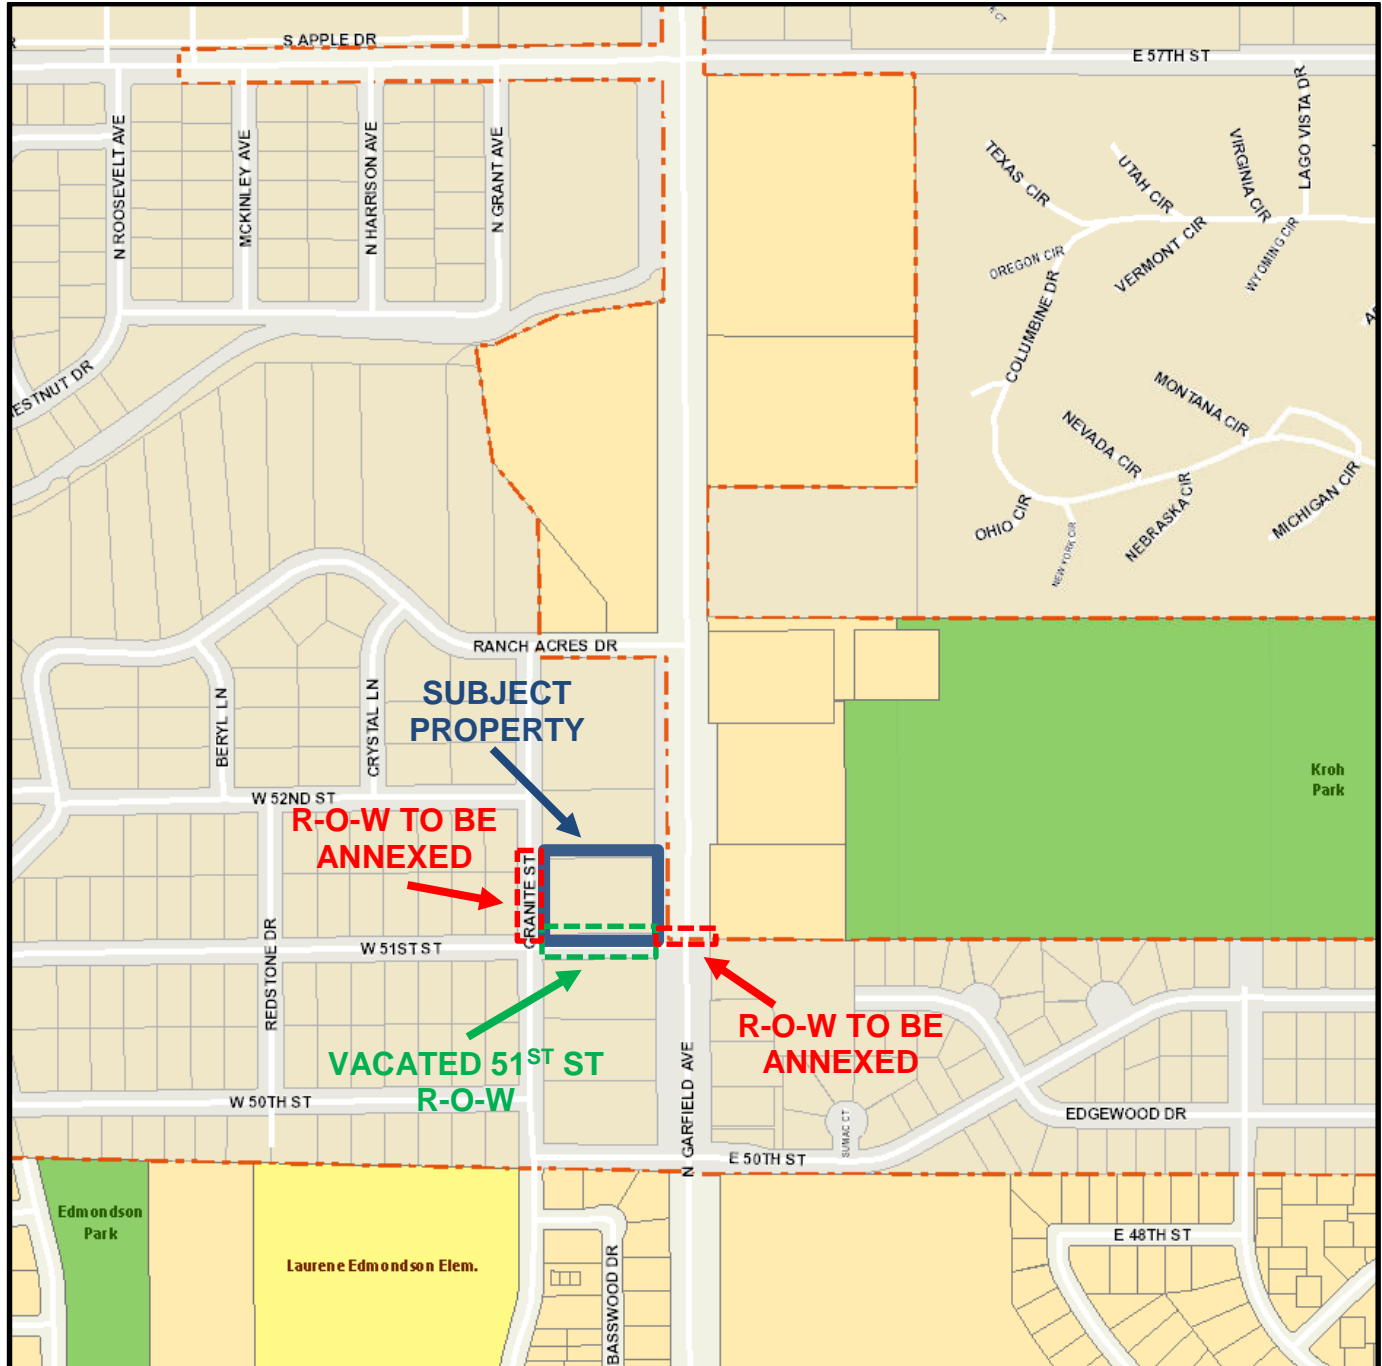 S APPLE DR
E 57TH ST
N ROOSEVELT AVE
MCKINLEY AVE
N HARRISON AVE
N GRANT AVE
LAGO VISTA DR
TEXAS CIR
UTAH CIR
VIRGINIA CIR
OREGON CIR
VERMONT CIR
WYOMING CIR
COLUMBINE DR
ESTNUT DR
MONTANA CIR
NEVADA CIR
OHIO CIR
NEW YORK CIR
NEBRASKA CIR
MICHIGAN CIR
RANCH ACRES DR
SUBJECT
PROPERTY
BERYL LN
CRYSTAL LN
Kroh
Park
W 52ND ST
R-O-W TO BE
ANNEXED
GRANITE ST
REDSTONE DR
W 51ST ST
R-O-W TO BE
ANNEXED
VACATED 51ST ST
R-O-W
N GARFIELD AVE
W 50TH ST
SUMAC CT
EDGEWOOD DR
E 50TH ST
Edmondson
Park
Laurene Edmondson Elem.
BASSWOOD DR
E 48TH ST